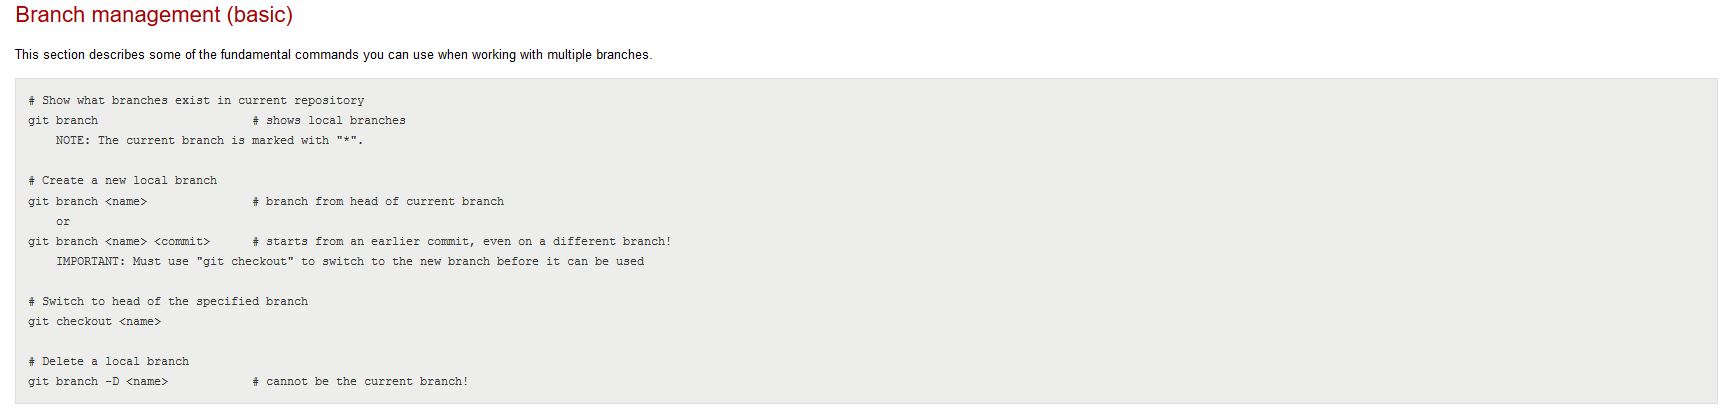 Branch management (basic)
This section describes some of the fundamental commands you can use when working with multiple branches.
# Show what branches exist in current repository
git branch                      # shows local branches
    NOTE: The current branch is marked with "*".
# Create a new local branch
git branch <name>               # branch from head of current branch
    or
git branch <name> <commit>      # starts from an earlier commit, even on a different branch!
    IMPORTANT: Must use "git checkout" to switch to the new branch before it can be used
# Switch to head of the specified branch
git checkout <name>
# Delete a local branch
git branch -D <name>            # cannot be the current branch!